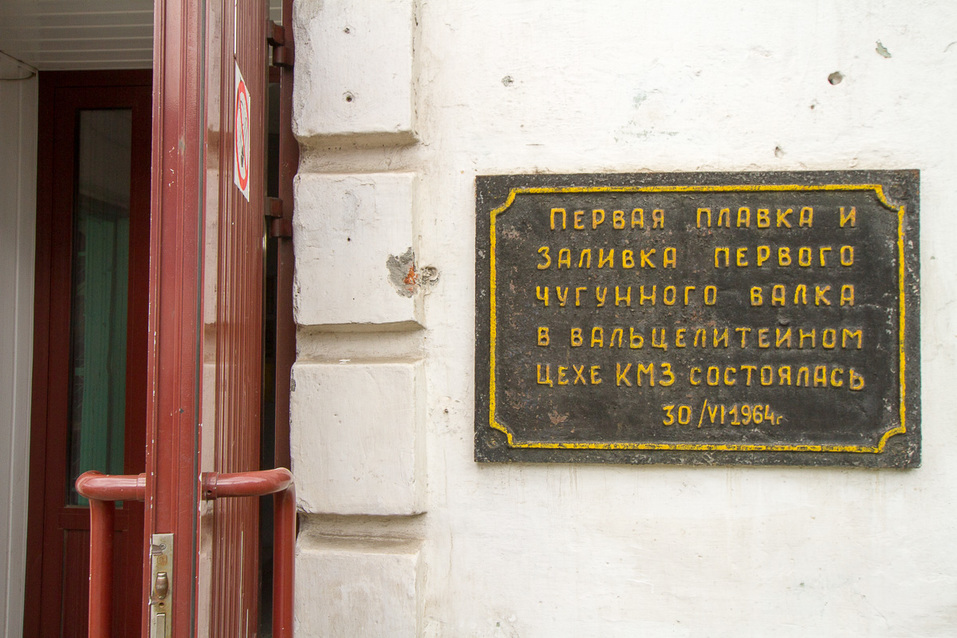 ПЕРВАЯ ПЛАВКА И
ЗАЛИВКА ПЕРВОГО
ЧУГУННОГО ВАЛКА
В ВАЛЬЦЕЛИТЕЙНОМ
ЦЕХЕ КМЗ СОСТОЯЛАСЬ
30/VI 1964г